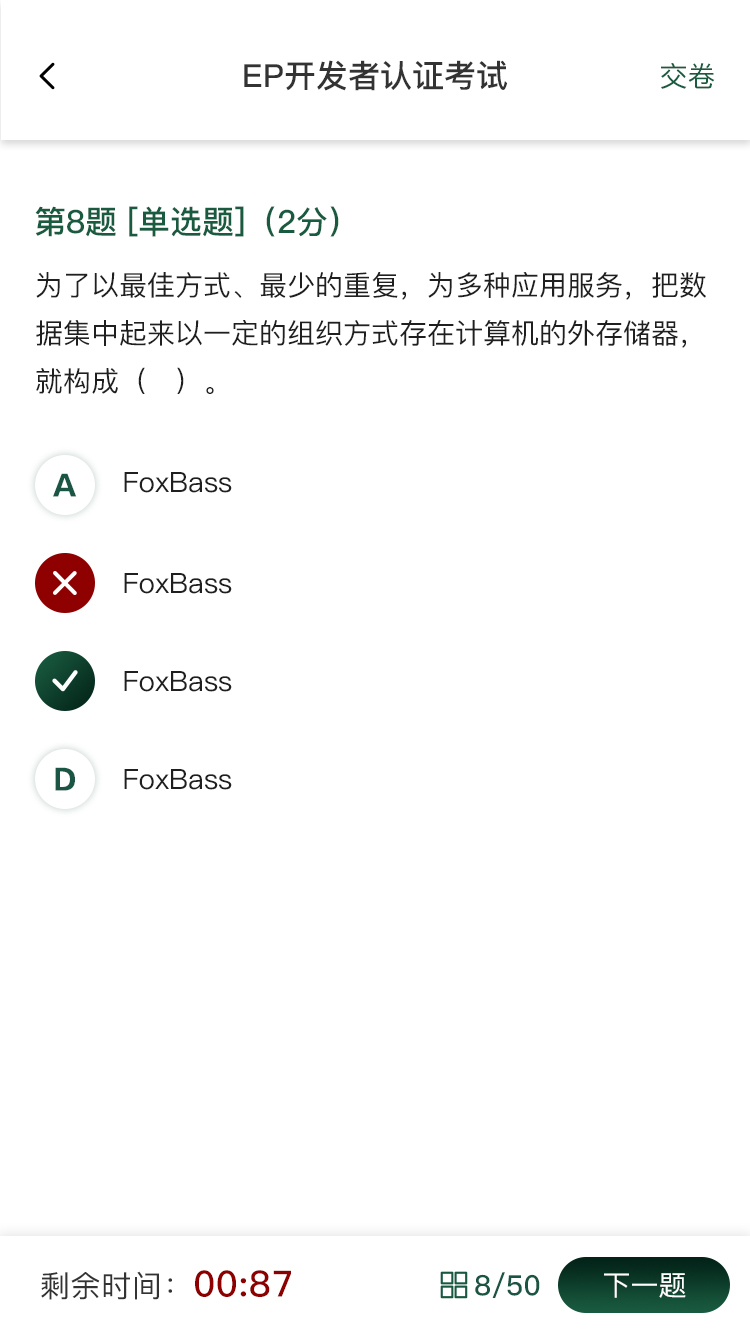 EP开发者认证考试
交卷
第8题 [单选题]（2分）
为了以最佳方式、最少的重复，为多种应用服务，把数
据集中起来以一定的组织方式存在计算机的外存储器，
就构成（　）。
A FoxBass
FoxBass
FoxBass
D FoxBass
剩余时间：00:87
8/50
下一题